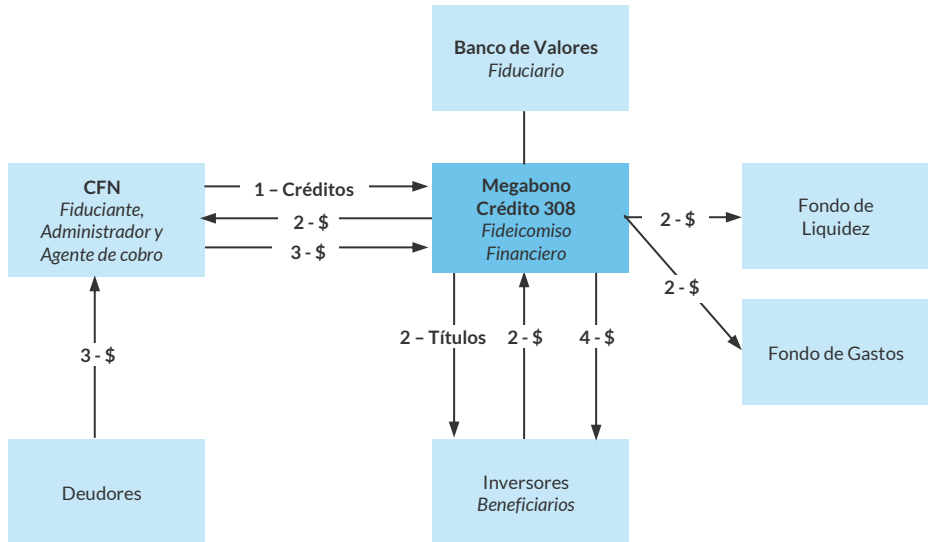 Banco de Valores
Fiduciario
CFN
Fiduciante,
Administrador y
Agente de cobro
1 – Créditos
2 - $
3 - $
Megabono
Crédito 308
Fideicomiso
Financiero
2 - $
Fondo de
Liquidez
2 - $
Fondo de Gastos
3 - $
2 – Títulos
2 - $
4 - $
Deudores
Inversores
Beneficiarios